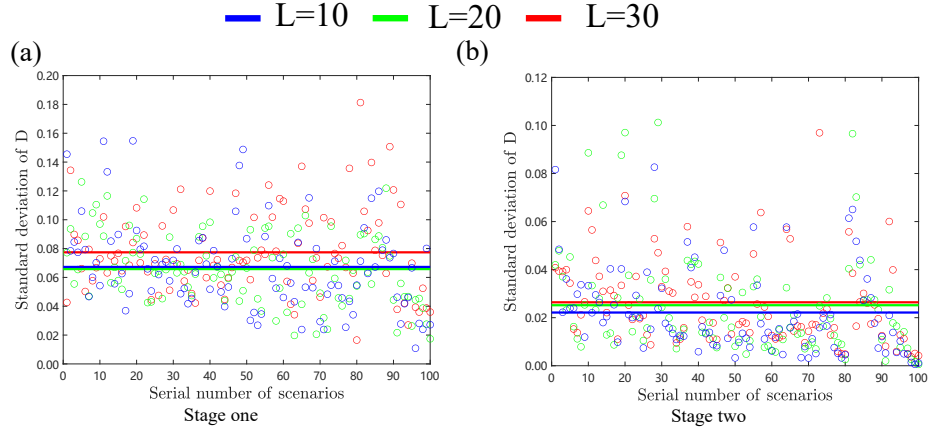 L=10 L=20 L=30
(a) (b)
0.20
0.18
0.16
0.14
0.12
0.10
0.08
0.06
0.04
0.02
0.00
Standard deviation of D
0 10 20 30 40 50 60 70 80 90 100
Serial number of scenarios
Stage one
0.12
0.10
0.08
0.06
0.04
0.02
0.00
Standard deviation of D
0 10 20 30 40 50 60 70 80 90 100
Serial number of scenarios
Stage two